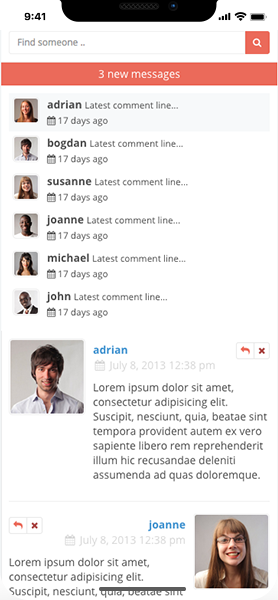 9:41
Find someone ..
3 new messages
adrian Latest comment line...
17 days ago
bogdan Latest comment line...
17 days ago
susanne Latest comment line...
17 days ago
joanne Latest comment line...
17 days ago
michael Latest comment line...
17 days ago
john Latest comment line...
17 days ago
adrian
July 8, 2013 12:38 pm
Lorem ipsum dolor sit amet,
consectetur adipisicing elit.
Suscipit, nesciunt, quia, beatae sint
tempora provident autem ex vero
sapiente libero rem reprehenderit
illum hic recusandae deleniti
assumenda ad quas doloremque.
joanne
July 8, 2013 12:38 pm
Lorem ipsum dolor sit amet,
consectetur adipisicing elit.
Suscipit, nesciunt, quia, beatae sint